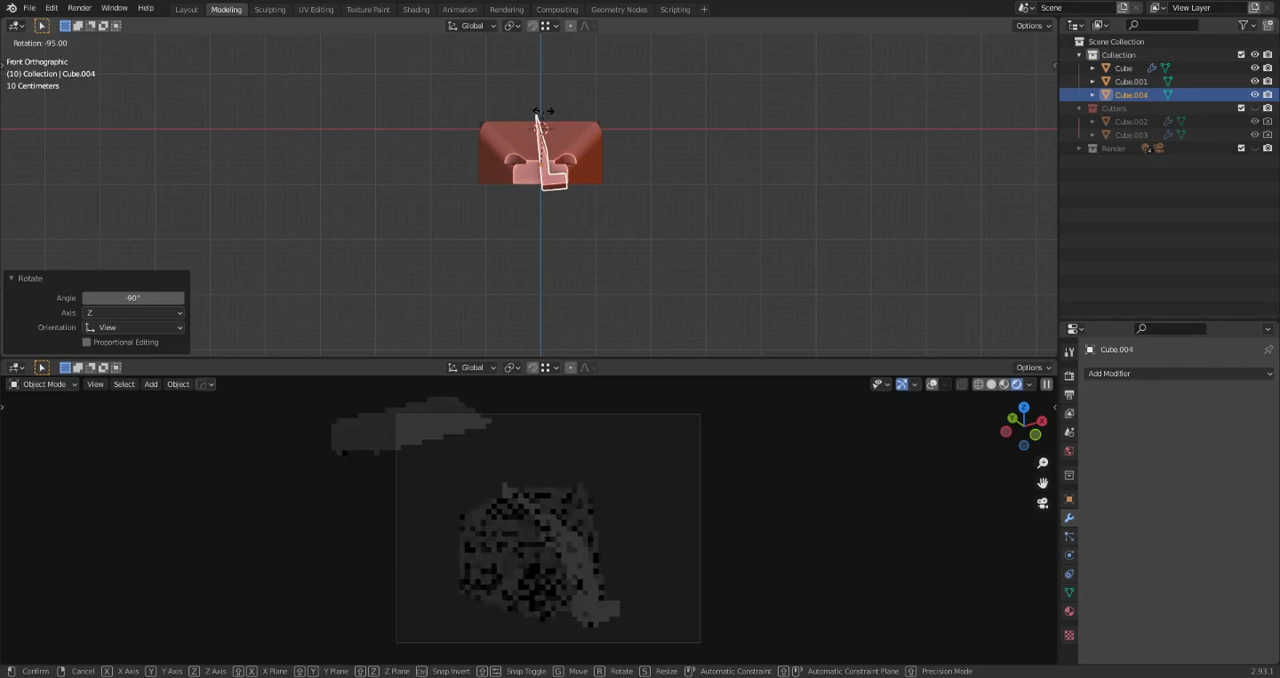 File Edit Render Window Help Layout Modeling Sculpting UV Editing Texture Paint Shading Animation Rendering Compositing Geometry Nodes Scripting + Scene View Layer
Global Options
Rotation: -95.00
Front Orthographic
(10) Collection | Cube.004
10 Centimeters
Scene Collection
Collection
Cube
Cube.001
Cube.004
Cutters
Cube.002
Cube.003
Render
Rotate
Angle -90°
Axis Z
Orientation View
Proportional Editing
Global Options
Object Mode View Select Add Object
Z
Y
X
Cube.004
Add Modifier
Confirm Cancel X X Axis Y Y Axis Z Z Axis X X Plane Y Y Plane Z Z Plane Snap Invert Snap Toggle G Move R Rotate S Resize Automatic Constraint Automatic Constraint Plane Precision Mode 2.93.1